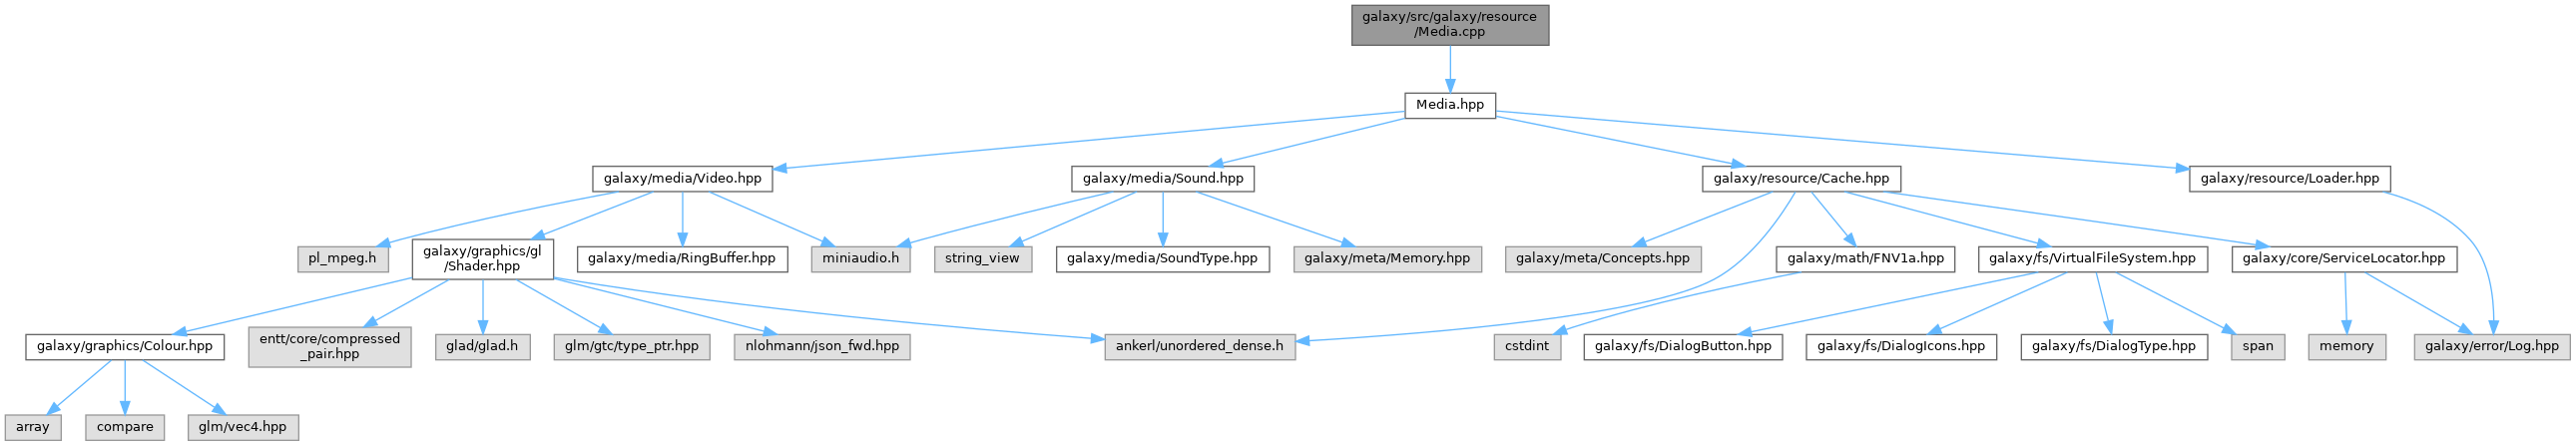 galaxy/src/galaxy/resource
/Media.cpp
Media.hpp
galaxy/media/Video.hpp
galaxy/media/Sound.hpp
galaxy/resource/Cache.hpp
galaxy/resource/Loader.hpp
pl_mpeg.h
galaxy/graphics/gl
/Shader.hpp
galaxy/media/RingBuffer.hpp
miniaudio.h
string_view
galaxy/media/SoundType.hpp
galaxy/meta/Memory.hpp
galaxy/meta/Concepts.hpp
galaxy/math/FNV1a.hpp
galaxy/fs/VirtualFileSystem.hpp
galaxy/core/ServiceLocator.hpp
galaxy/graphics/Colour.hpp
entt/core/compressed
_pair.hpp
glad/glad.h
glm/gtc/type_ptr.hpp
nlohmann/json_fwd.hpp
ankerl/unordered_dense.h
cstdint
galaxy/fs/DialogButton.hpp
galaxy/fs/DialogIcons.hpp
galaxy/fs/DialogType.hpp
span
memory
galaxy/error/Log.hpp
array
compare
glm/vec4.hpp